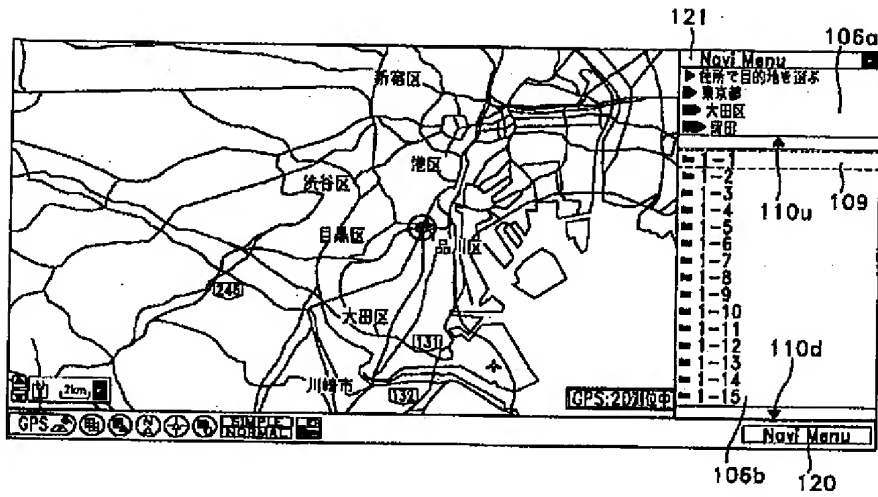 121
106a
Navi Menu
住所で目的地を選ぶ
東京都
大田区
蒲田
新宿区
港区
渋谷区
目黒区
品川区
大田区
川崎市
246
131
132
1-1
1-2
1-3
1-4
1-5
1-6
1-7
1-8
1-9
1-10
1-11
1-12
1-13
1-14
1-15
110u
109
110d
2km
GPS:2D測位中
GPS
N
SIMPLE
NORMAL
Navi Menu
106b
120